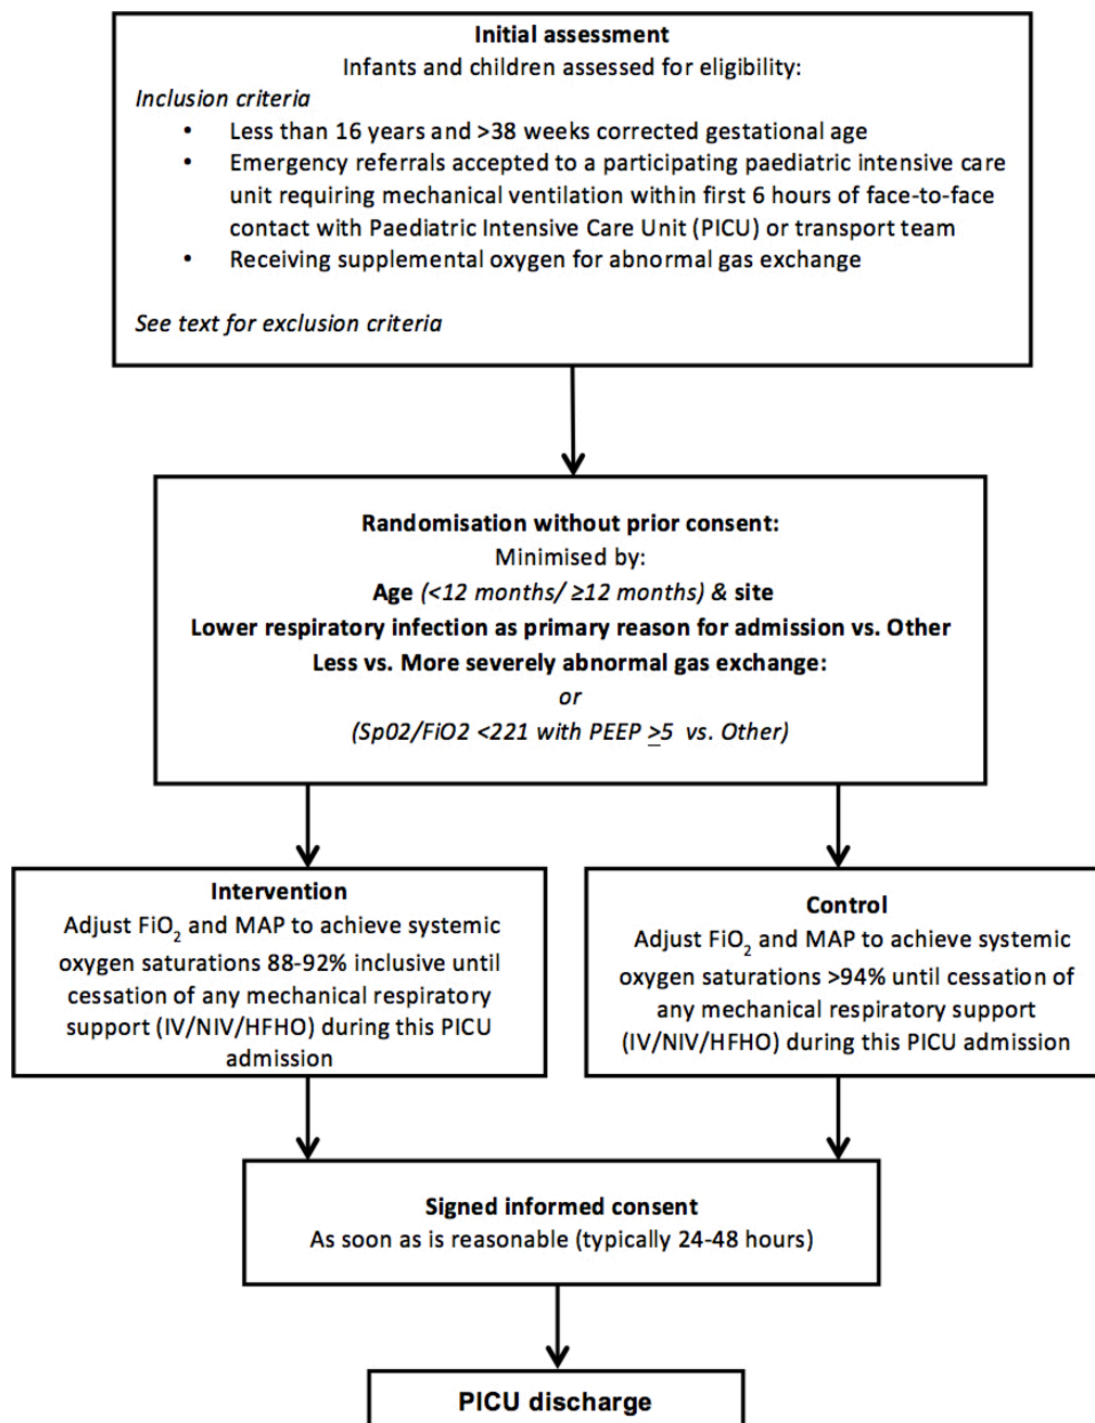 Initial assessment
Infants and children assessed for eligibility:
Inclusion criteria
• Less than 16 years and >38 weeks corrected gestational age
• Emergency referrals accepted to a participating paediatric intensive care
unit requiring mechanical ventilation within first 6 hours of face-to-face
contact with Paediatric Intensive Care Unit (PICU) or transport team
• Receiving supplemental oxygen for abnormal gas exchange
See text for exclusion criteria
Randomisation without prior consent:
Minimised by:
Age (<12 months/ ≥12 months) & site
Lower respiratory infection as primary reason for admission vs. Other
Less vs. More severely abnormal gas exchange:
or
(Sp02/FiO2 <221 with PEEP ≥5 vs. Other)
Intervention
Adjust FiO₂ and MAP to achieve systemic
oxygen saturations 88-92% inclusive until
cessation of any mechanical respiratory
support (IV/NIV/HFHO) during this PICU
admission
Control
Adjust FiO₂ and MAP to achieve systemic
oxygen saturations >94% until cessation of
any mechanical respiratory support
(IV/NIV/HFHO) during this PICU admission
Signed informed consent
As soon as is reasonable (typically 24-48 hours)
PICU discharge